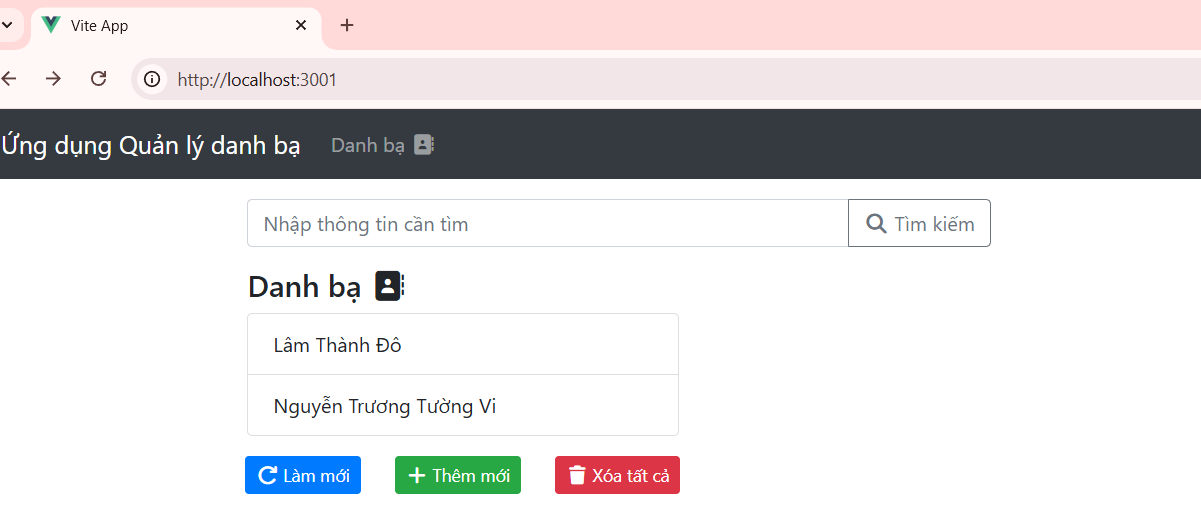 Vite App
http://localhost:3001
Ứng dụng Quản lý danh bạ Danh bạ
Nhập thông tin cần tìm Tìm kiếm
Danh bạ
Lâm Thành Đô
Nguyễn Trương Tường Vi
Làm mới Thêm mới Xóa tất cả